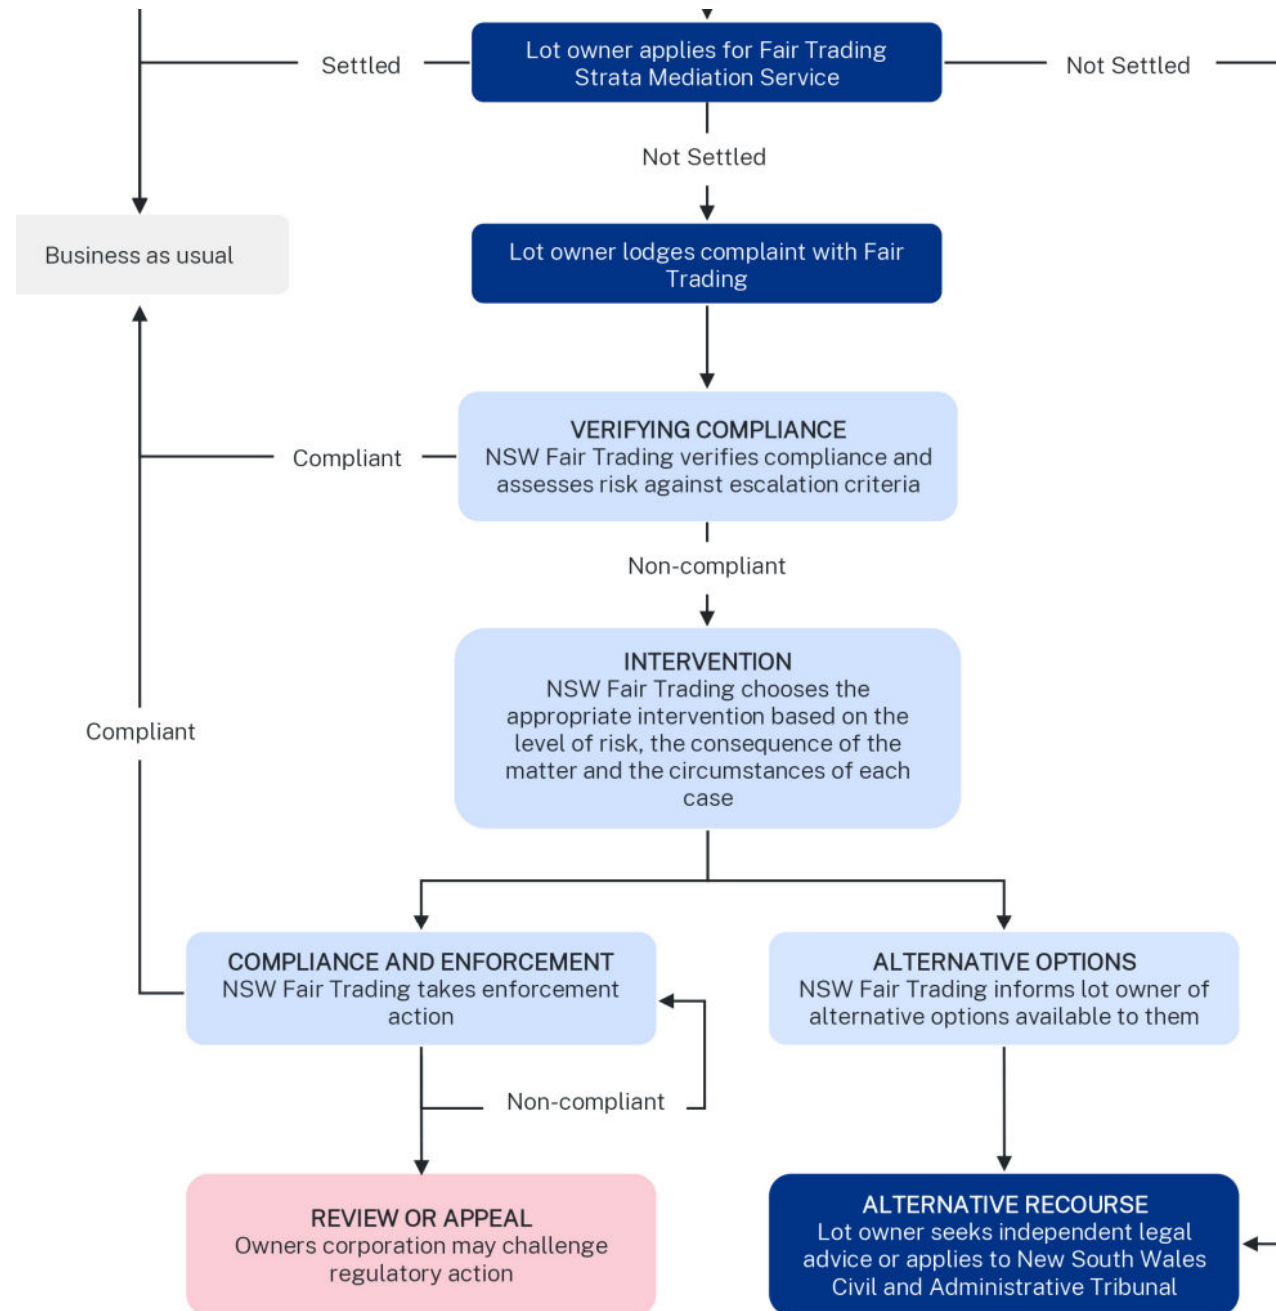 Lot owner applies for Fair Trading
Strata Mediation Service
Settled
Not Settled
Not Settled
Business as usual
Lot owner lodges complaint with Fair
Trading
VERIFYING COMPLIANCE
NSW Fair Trading verifies compliance and
assesses risk against escalation criteria
Compliant
Non-compliant
INTERVENTION
NSW Fair Trading chooses the
appropriate intervention based on the
level of risk, the consequence of the
matter and the circumstances of each
case
Compliant
COMPLIANCE AND ENFORCEMENT
NSW Fair Trading takes enforcement
action
ALTERNATIVE OPTIONS
NSW Fair Trading informs lot owner of
alternative options available to them
Non-compliant
REVIEW OR APPEAL
Owners corporation may challenge
regulatory action
ALTERNATIVE RECOURSE
Lot owner seeks independent legal
advice or applies to New South Wales
Civil and Administrative Tribunal